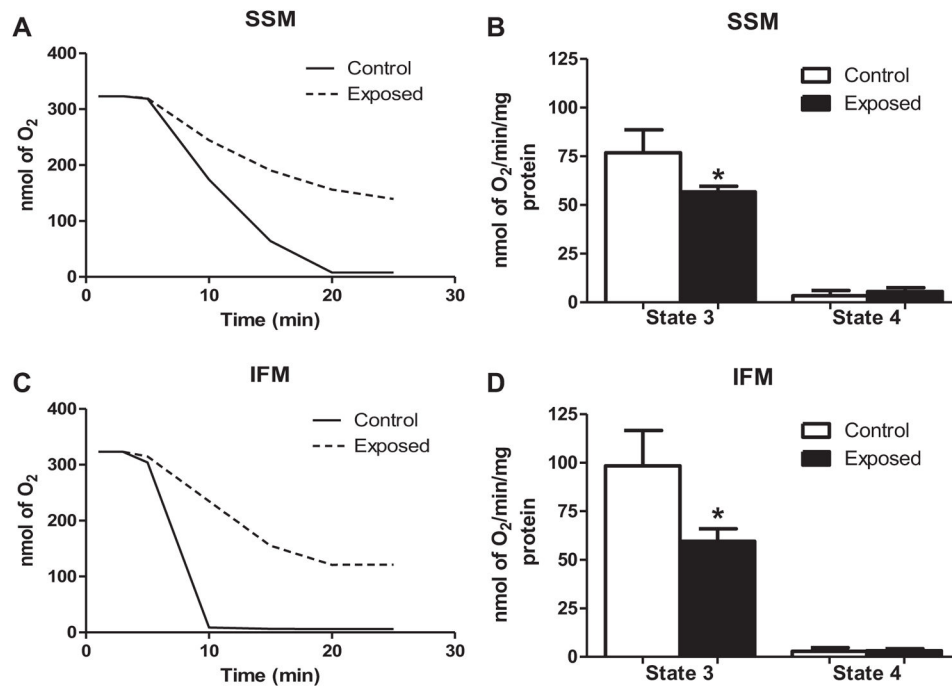 A
SSM
400
300
200
100
0
nmol of O₂
0
10
20
30
Time (min)
Control
Exposed
B
SSM
125
100
75
50
25
0
nmol of O₂/min/mg
protein
Control
Exposed
*
State 3
State 4
C
IFM
400
300
200
100
0
nmol of O₂
0
10
20
30
Time (min)
Control
Exposed
D
IFM
125
100
75
50
25
0
nmol of O₂/min/mg
protein
Control
Exposed
*
State 3
State 4